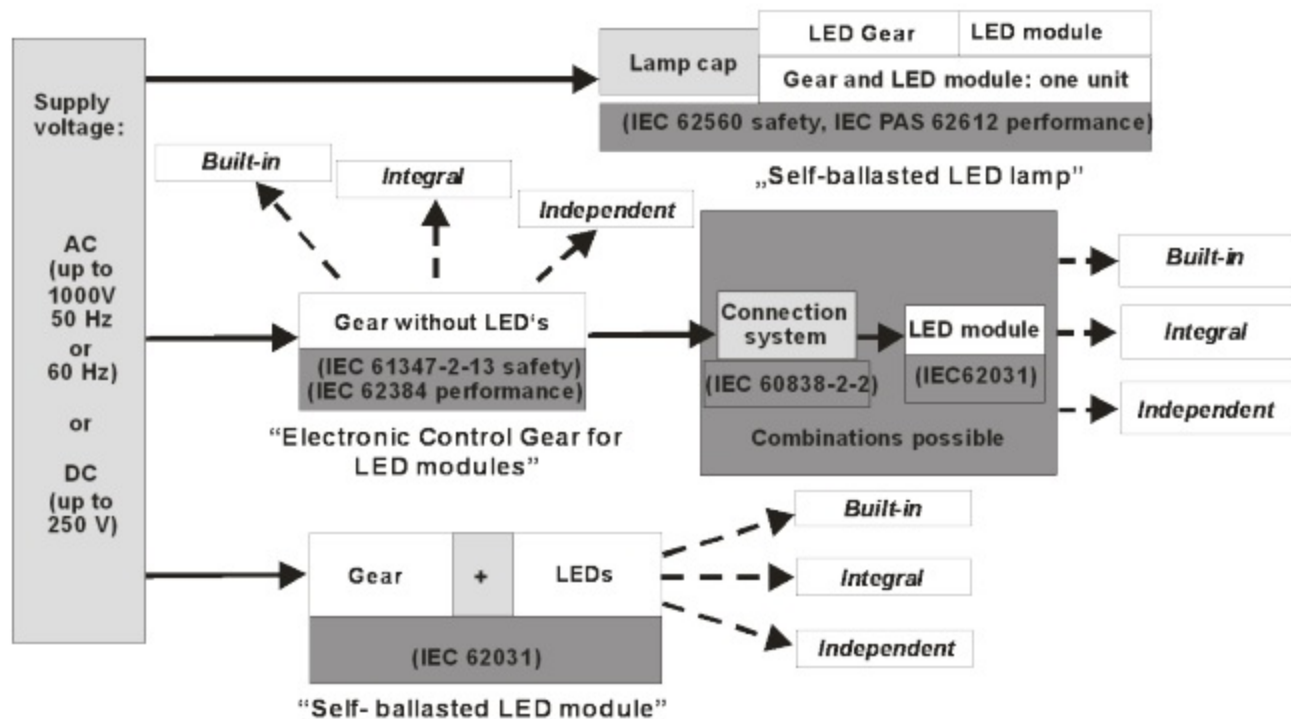 Supply
voltage:
AC
(up to
1000V
50 Hz
or
60 Hz)
or
DC
(up to
250 V)
Lamp cap
LED Gear
LED module
Gear and LED module: one unit
(IEC 62560 safety, IEC PAS 62612 performance)
„Self-ballasted LED lamp”
Built-in
Integral
Independent
Gear without LED‘s
(IEC 61347-2-13 safety)
(IEC 62384 performance)
“Electronic Control Gear for
LED modules”
Connection
system
(IEC 60838-2-2)
LED module
(IEC62031)
Combinations possible
Built-in
Integral
Independent
Gear
+
LEDs
(IEC 62031)
“Self- ballasted LED module”
Built-in
Integral
Independent